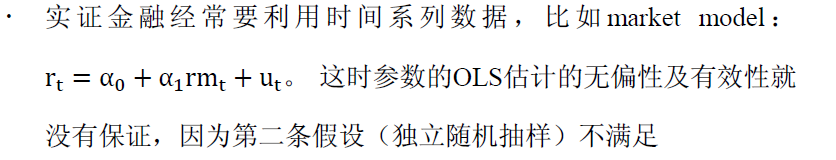 · 实证金融经常要利用时间系列数据，比如market model：
r_t = α_0 + α_1rm_t + u_t。 这时参数的OLS估计的无偏性及有效性就
没有保证，因为第二条假设（独立随机抽样）不满足